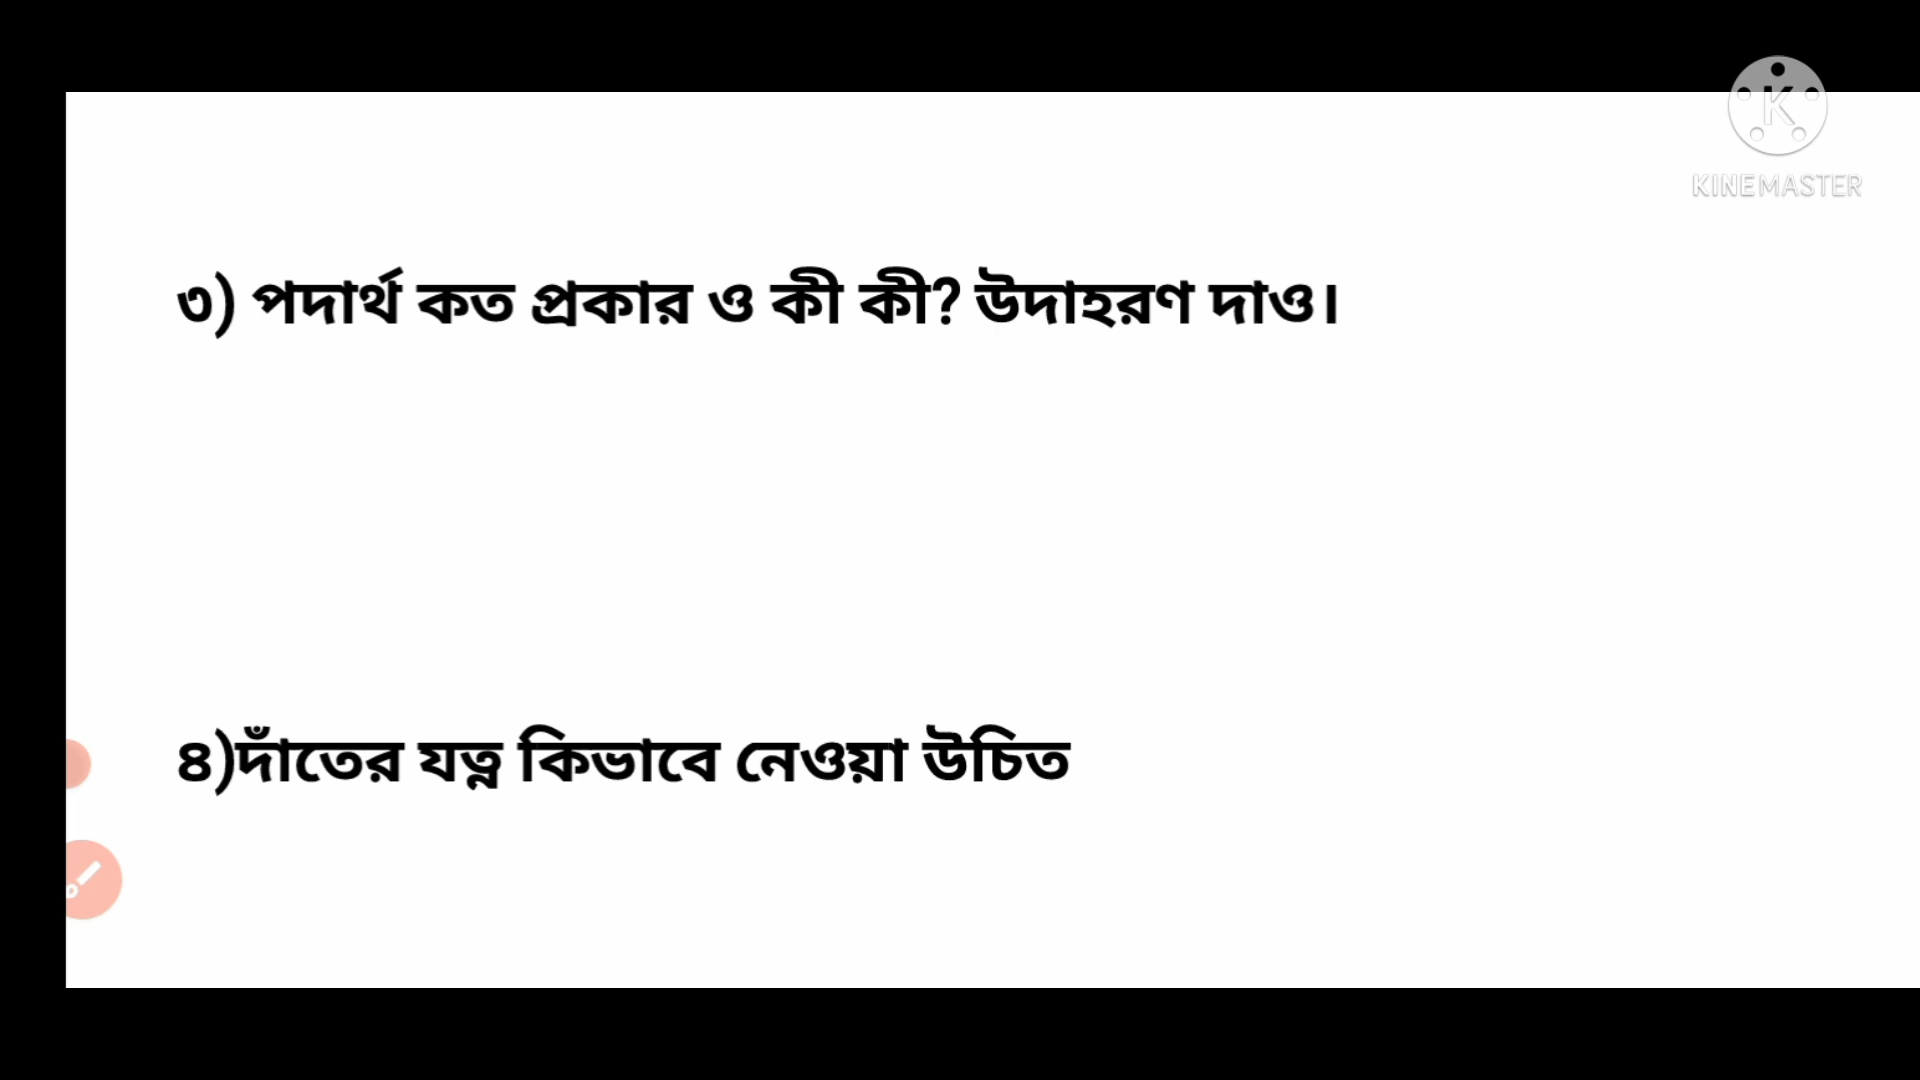 KINEMASTER
৩) পদার্থ কত প্রকার ও কী কী? উদাহরণ দাও।
৪)দাঁতের যত্ন কিভাবে নেওয়া উচিত